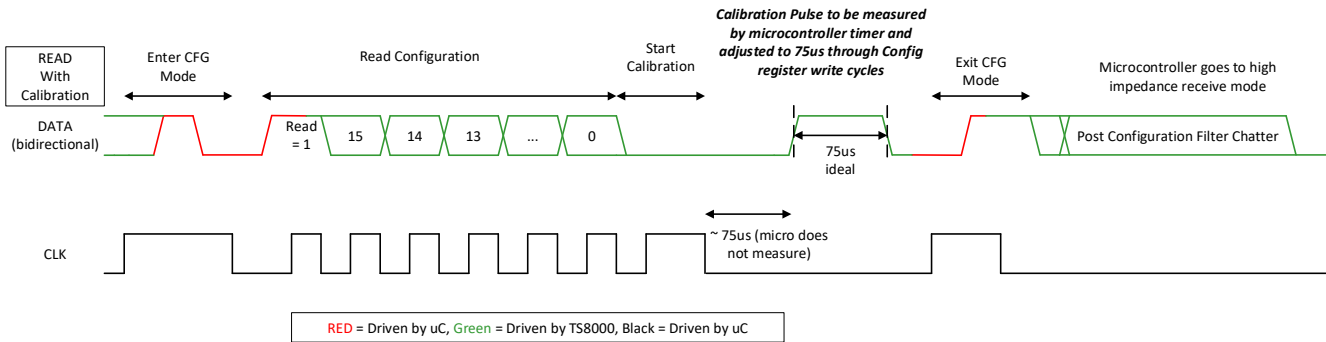 Calibration Pulse to be measured
by microcontroller timer and
adjusted to 75us through Config
register write cycles
READ
With
Calibration
Enter CFG
Mode
Read Configuration
Start
Calibration
Exit CFG
Mode
Microcontroller goes to high
impedance receive mode
DATA
(bidirectional)
Read
= 1
15
14
13
...
0
75us
ideal
Post Configuration Filter Chatter
CLK
~ 75us (micro does
not measure)
RED = Driven by uC, Green = Driven by TS8000, Black = Driven by uC